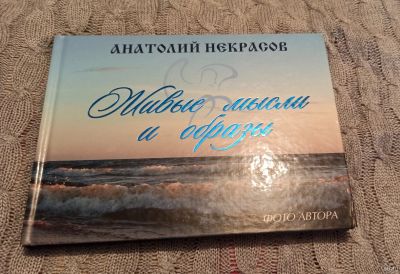 АНАТОЛИЙ НЕКРАСОВ
Живые мысли
и образы
ФОТО АВТОРА